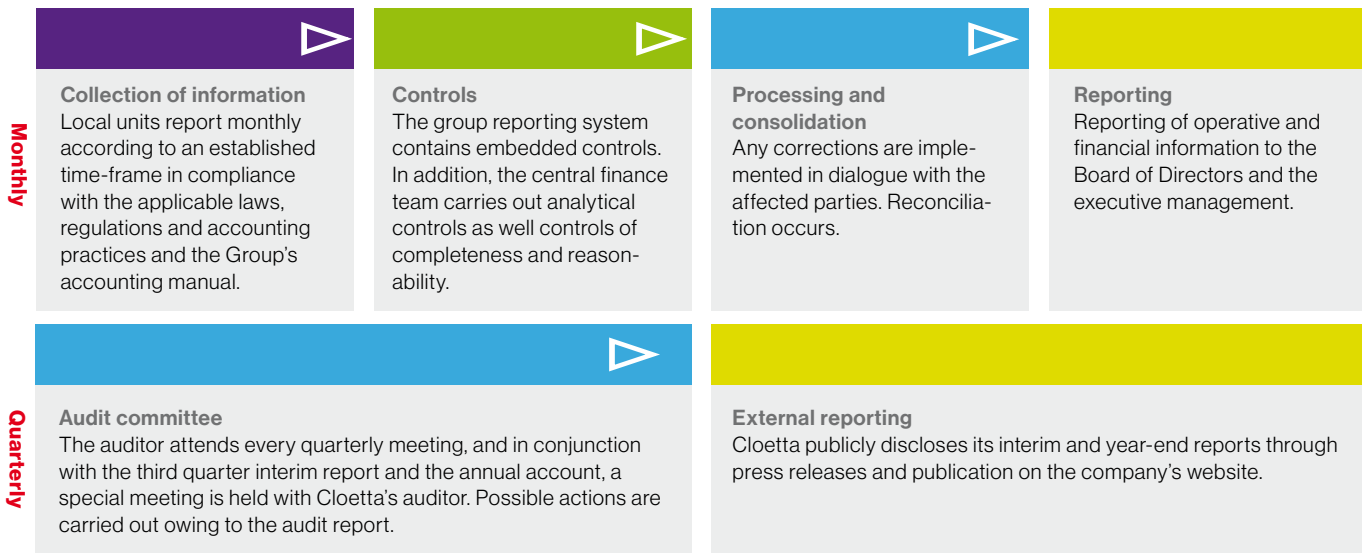 Monthly
Collection of information
Local units report monthly
according to an established
time-frame in compliance
with the applicable laws,
regulations and accounting
practices and the Group's
accounting manual.
Controls
The group reporting system
contains embedded controls.
In addition, the central finance
team carries out analytical
controls as well controls of
completeness and reason-
ability.
Processing and
consolidation
Any corrections are imple-
mented in dialogue with the
affected parties. Reconcilia-
tion occurs.
Reporting
Reporting of operative and
financial information to the
Board of Directors and the
executive management.
Quarterly
Audit committee
The auditor attends every quarterly meeting, and in conjunction
with the third quarter interim report and the annual account, a
special meeting is held with Cloetta's auditor. Possible actions are
carried out owing to the audit report.
External reporting
Cloetta publicly discloses its interim and year-end reports through
press releases and publication on the company's website.